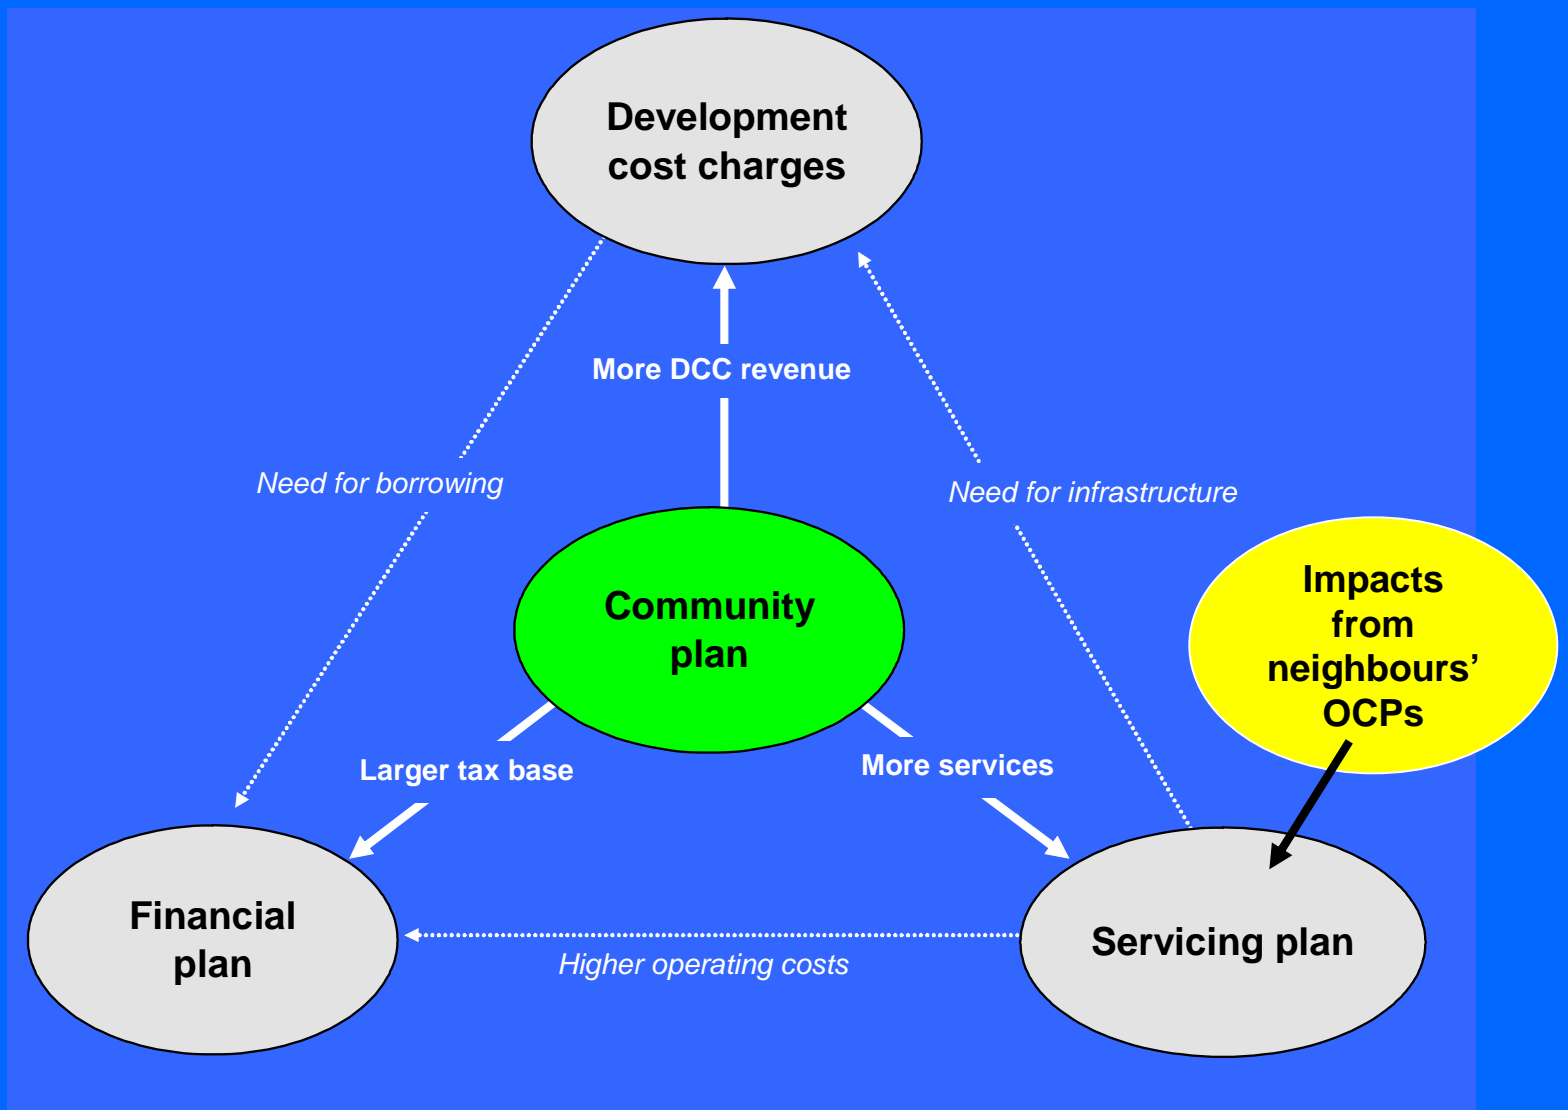 Development
cost charges
More DCC revenue
Need for borrowing
Need for infrastructure
Impacts
from
neighbours’
OCPs
Community
plan
Larger tax base
More services
Financial
plan
Servicing plan
Higher operating costs